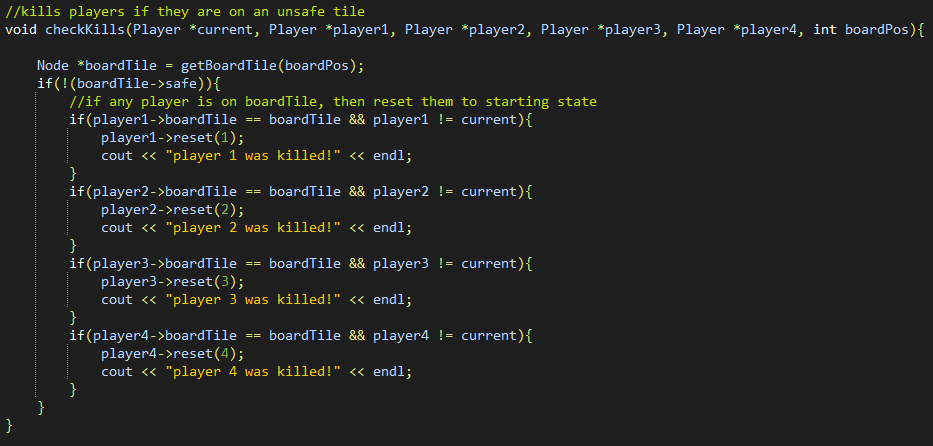 //kills players if they are on an unsafe tile
void checkKills(Player *current, Player *player1, Player *player2, Player *player3, Player *player4, int boardPos){
    Node *boardTile = getBoardTile(boardPos);
    if(!(boardTile->safe)){
        //if any player is on boardTile, then reset them to starting state
        if(player1->boardTile == boardTile && player1 != current){
            player1->reset(1);
            cout << "player 1 was killed!" << endl;
        }
        if(player2->boardTile == boardTile && player2 != current){
            player2->reset(2);
            cout << "player 2 was killed!" << endl;
        }
        if(player3->boardTile == boardTile && player3 != current){
            player3->reset(3);
            cout << "player 3 was killed!" << endl;
        }
        if(player4->boardTile == boardTile && player4 != current){
            player4->reset(4);
            cout << "player 4 was killed!" << endl;
        }
    }
}